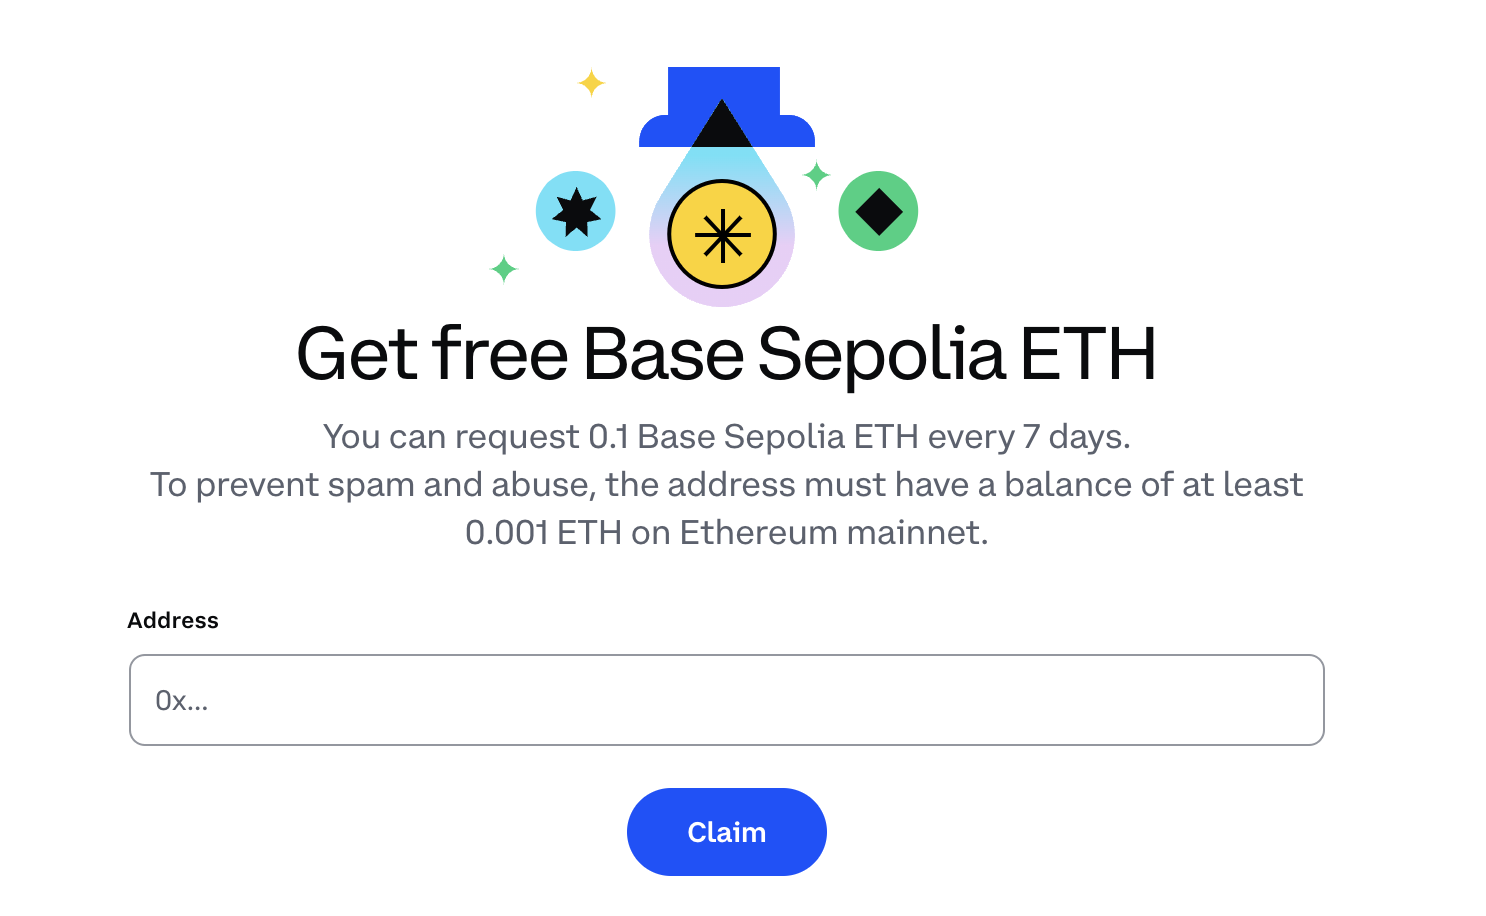 Get free Base Sepolia ETH
You can request 0.1 Base Sepolia ETH every 7 days.
To prevent spam and abuse, the address must have a balance of at least
0.001 ETH on Ethereum mainnet.
Address
0x...
Claim